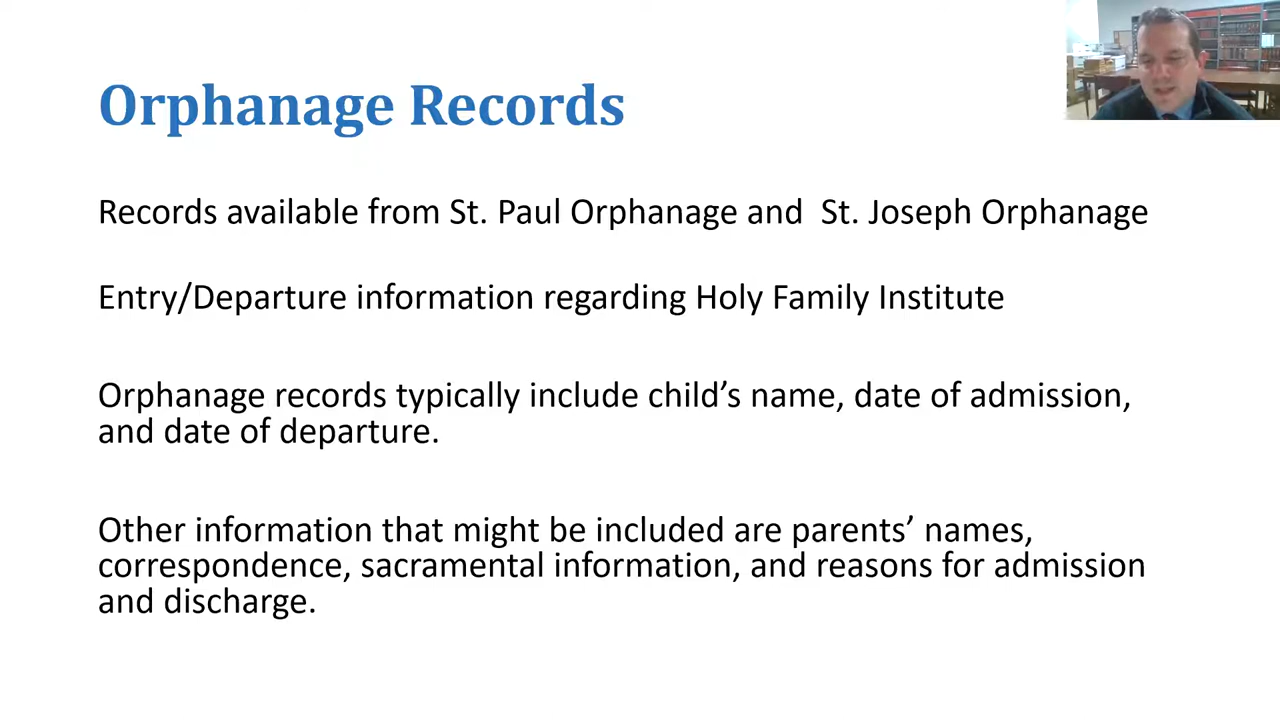 Orphanage Records
Records available from St. Paul Orphanage and  St. Joseph Orphanage
Entry/Departure information regarding Holy Family Institute
Orphanage records typically include child’s name, date of admission,
and date of departure.
Other information that might be included are parents’ names,
correspondence, sacramental information, and reasons for admission
and discharge.